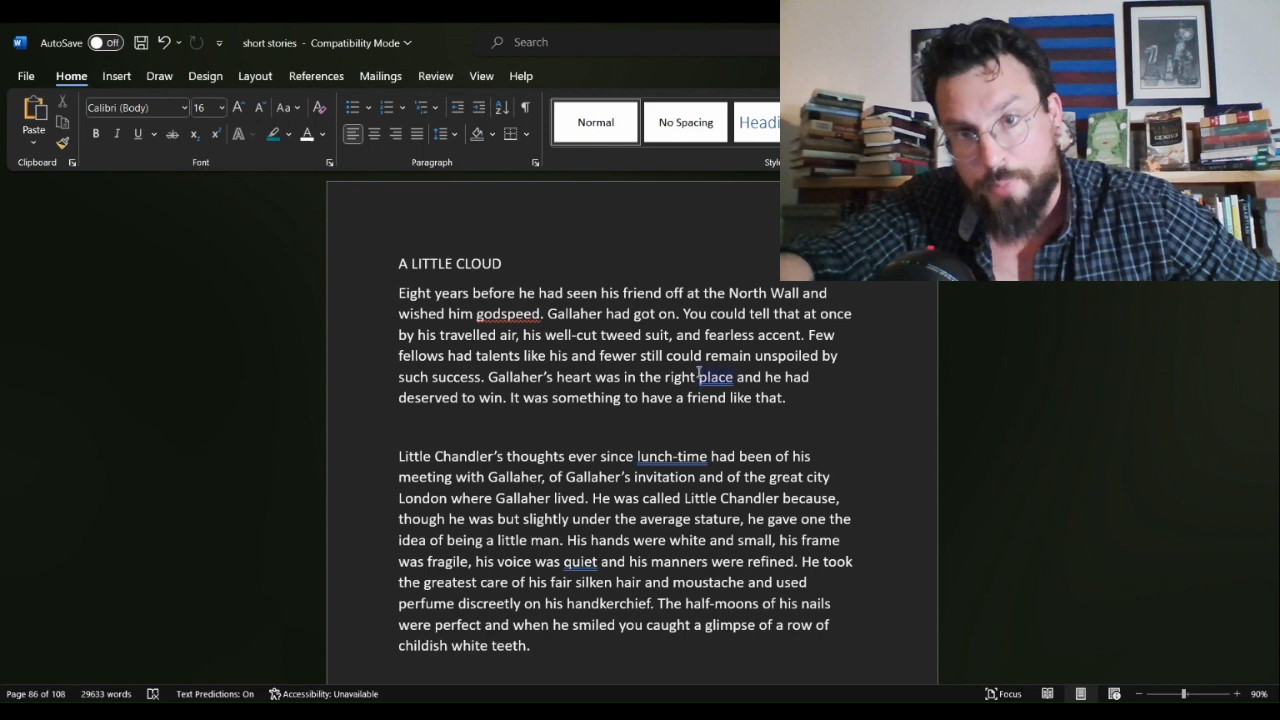 AutoSave Off short stories - Compatibility Mode Search
File Home Insert Draw Design Layout References Mailings Review View Help
Calibri (Body) 16 Aa
Paste B I U ab x₂ x² A A
Normal No Spacing Headi
Clipboard Font Paragraph Style
GENIUS
A LITTLE CLOUD
Eight years before he had seen his friend off at the North Wall and
wished him godspeed. Gallaher had got on. You could tell that at once
by his travelled air, his well-cut tweed suit, and fearless accent. Few
fellows had talents like his and fewer still could remain unspoiled by
such success. Gallaher’s heart was in the right place and he had
deserved to win. It was something to have a friend like that.
Little Chandler’s thoughts ever since lunch-time had been of his
meeting with Gallaher, of Gallaher’s invitation and of the great city
London where Gallaher lived. He was called Little Chandler because,
though he was but slightly under the average stature, he gave one the
idea of being a little man. His hands were white and small, his frame
was fragile, his voice was quiet and his manners were refined. He took
the greatest care of his fair silken hair and moustache and used
perfume discreetly on his handkerchief. The half-moons of his nails
were perfect and when he smiled you caught a glimpse of a row of
childish white teeth.
Page 86 of 108 29633 words Text Predictions: On Accessibility: Unavailable Focus 90%